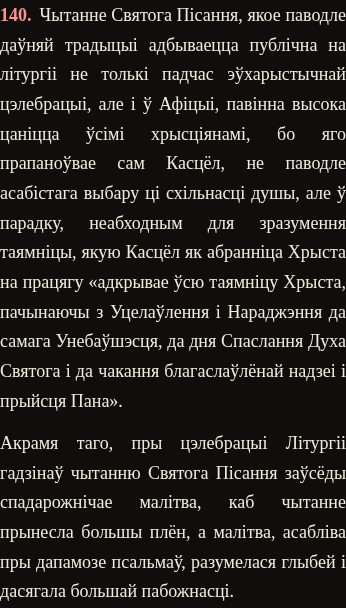 140. Чытанне Святога Пісання, якое паводле
даўняй традыцыі адбываецца публічна на
літургіі не толькі падчас эўхарыстычнай
цэлебрацыі, але і ў Афіцыі, павінна высока
цаніцца ўсімі хрысціянамі, бо яго
прапаноўвае сам Касцёл, не паводле
асабістага выбару ці схільнасці душы, але ў
парадку, неабходным для зразумення
таямніцы, якую Касцёл як абранніца Хрыста
на працягу «адкрывае ўсю таямніцу Хрыста,
пачынаючы з Уцелаўлення і Нараджэння да
самага Унебаўшэсця, да дня Спаслання Духа
Святога і да чакання благаслаўлёнай надзеі і
прыйсця Пана».
Акрамя таго, пры цэлебрацыі Літургіі
гадзінаў чытанню Святога Пісання заўсёды
спадарожнічае малітва, каб чытанне
прынесла большы плён, а малітва, асабліва
пры дапамозе псальмаў, разумелася глыбей і
дасягала большай пабожнасці.